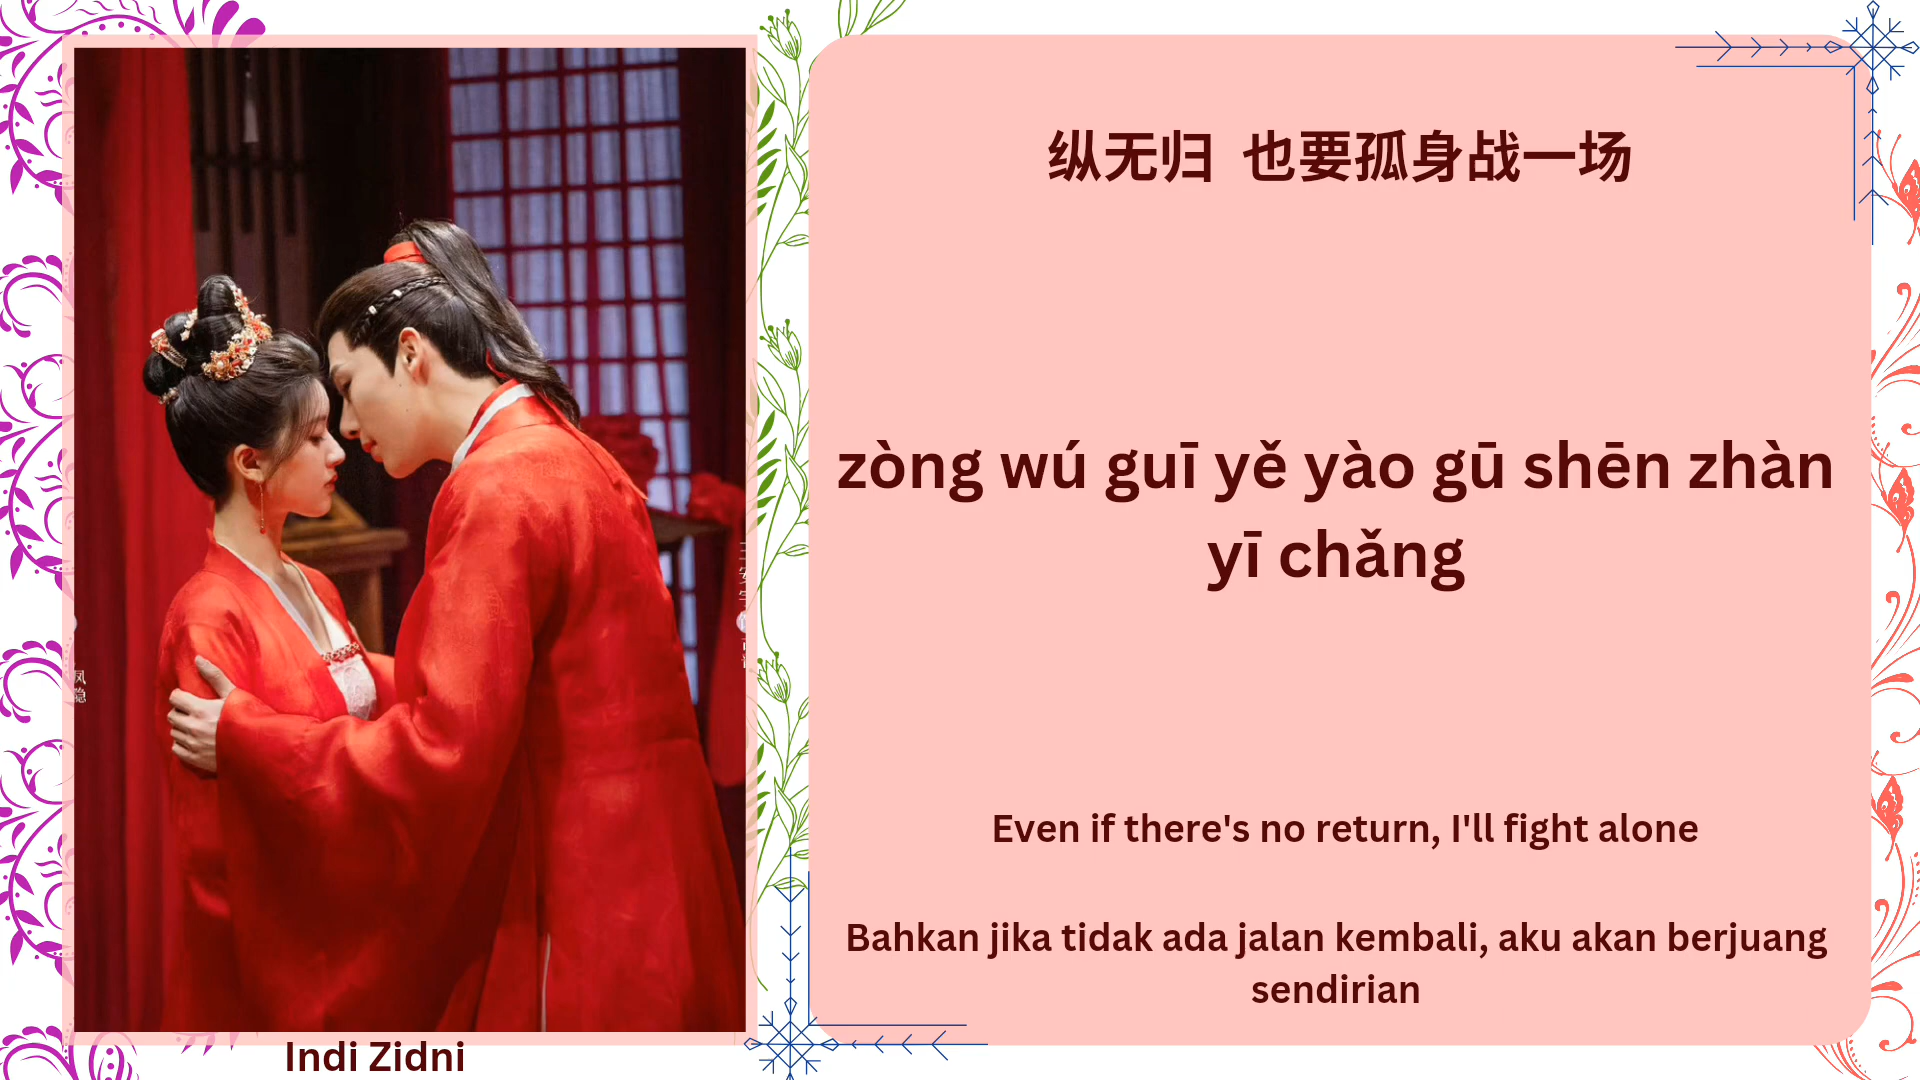 纵无归 也要孤身战一场
zòng wú guī yě yào gū shēn zhàn
yī chǎng
Even if there's no return, I'll fight alone
Bahkan jika tidak ada jalan kembali, aku akan berjuang
sendirian
凤隐
Indi Zidni